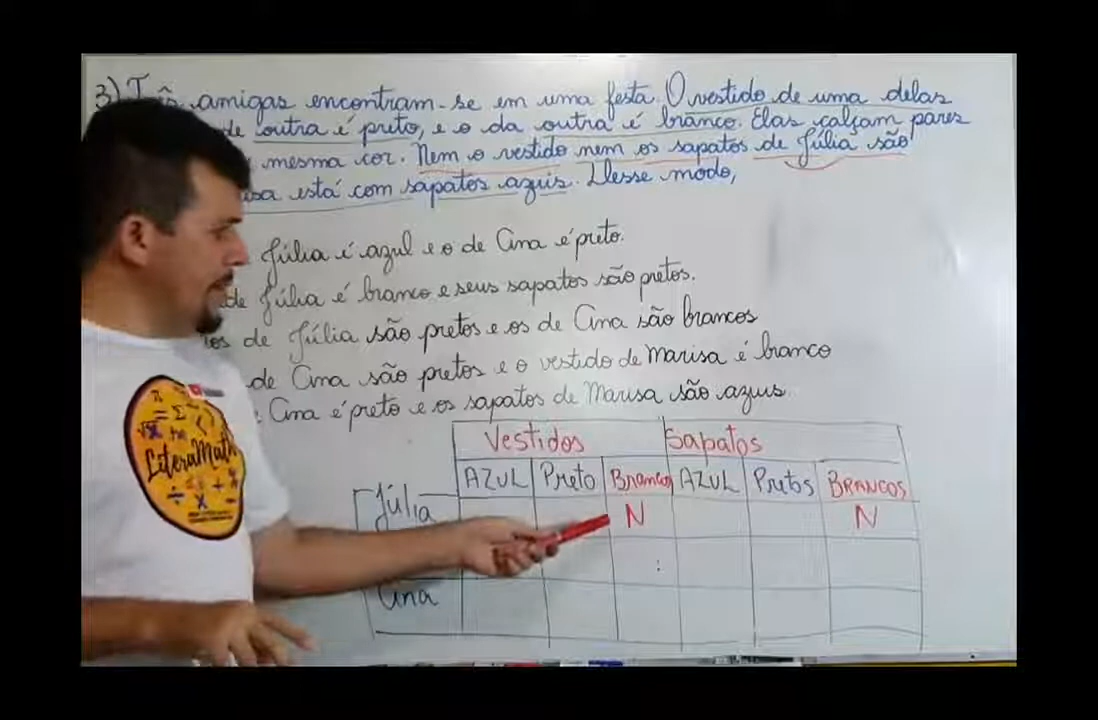 3) Três amigas encontram-se em uma festa. O vestido de uma delas
de outra é preto, e o da outra é branco. Elas calçam pares
mesma cor. Nem o vestido nem os sapatos de Júlia são
está com sapatos azuis. Desse modo,
Júlia é azul e o de Ana é preto.
de Júlia é branco e seus sapatos são pretos.
de Júlia são pretos e os de Ana são brancos
de Ana são pretos e o vestido de Marisa é branco
Ana é preto e os sapatos de Marisa são azuis.
Vestidos Sapatos
AZUL Preto Branco AZUL Pretos BRANCOS
Júlia N N
Ana
LiteraMath